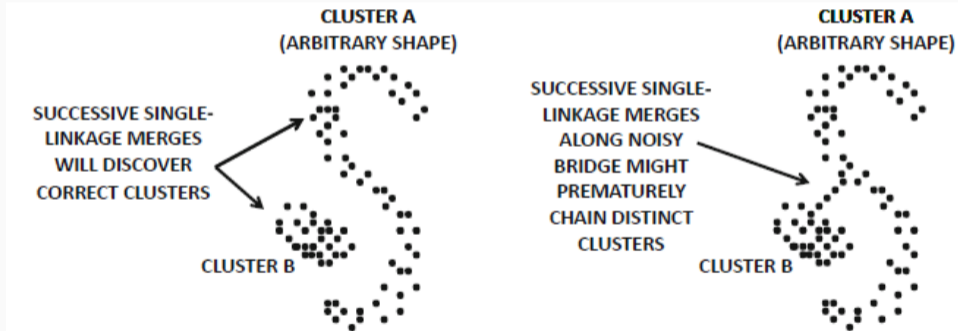 CLUSTER A
(ARBITRARY SHAPE)
SUCCESSIVE SINGLE-
LINKAGE MERGES
WILL DISCOVER
CORRECT CLUSTERS
CLUSTER B
CLUSTER A
(ARBITRARY SHAPE)
SUCCESSIVE SINGLE-
LINKAGE MERGES
ALONG NOISY
BRIDGE MIGHT
PREMATURELY
CHAIN DISTINCT
CLUSTERS
CLUSTER B